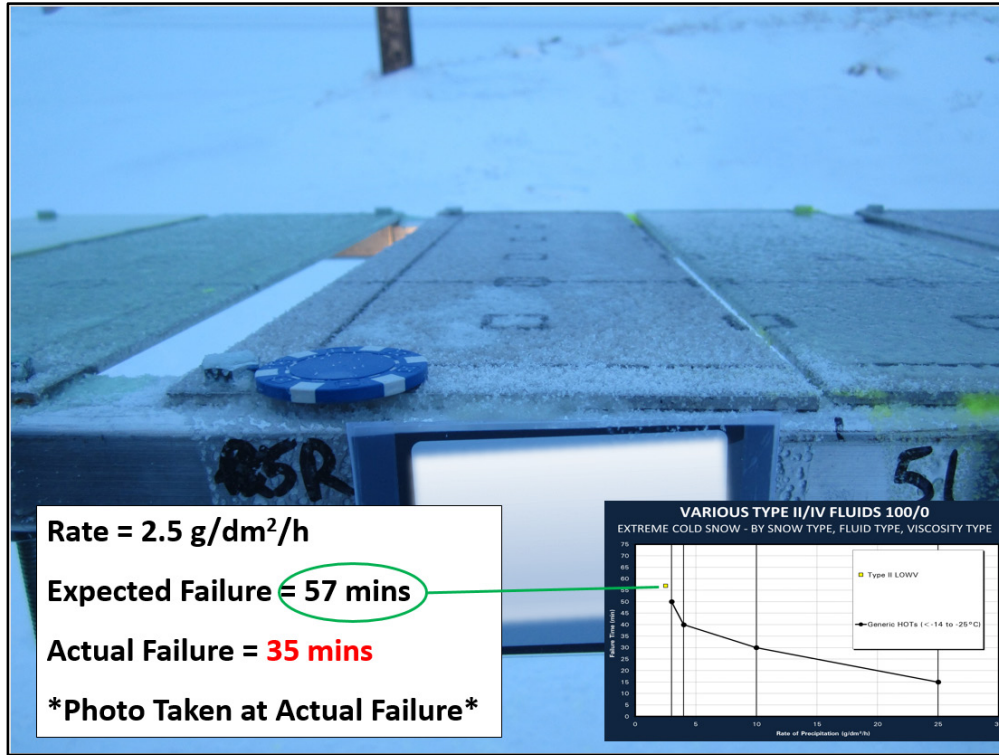 R5R
5L
Rate = 2.5 g/dm²/h
Expected Failure = 57 mins
Actual Failure = 35 mins
*Photo Taken at Actual Failure*
VARIOUS TYPE II/IV FLUIDS 100/0
EXTREME COLD SNOW - BY SNOW TYPE, FLUID TYPE, VISCOSITY TYPE
75
70
65
60
55
50
45
40
35
30
25
20
15
10
5
0
Failure Time (min)
Type II LOWV
Generic HOTs (<-14 to -25°C)
0
5
10
15
20
25
Rate of Precipitation (g/dm²/h)